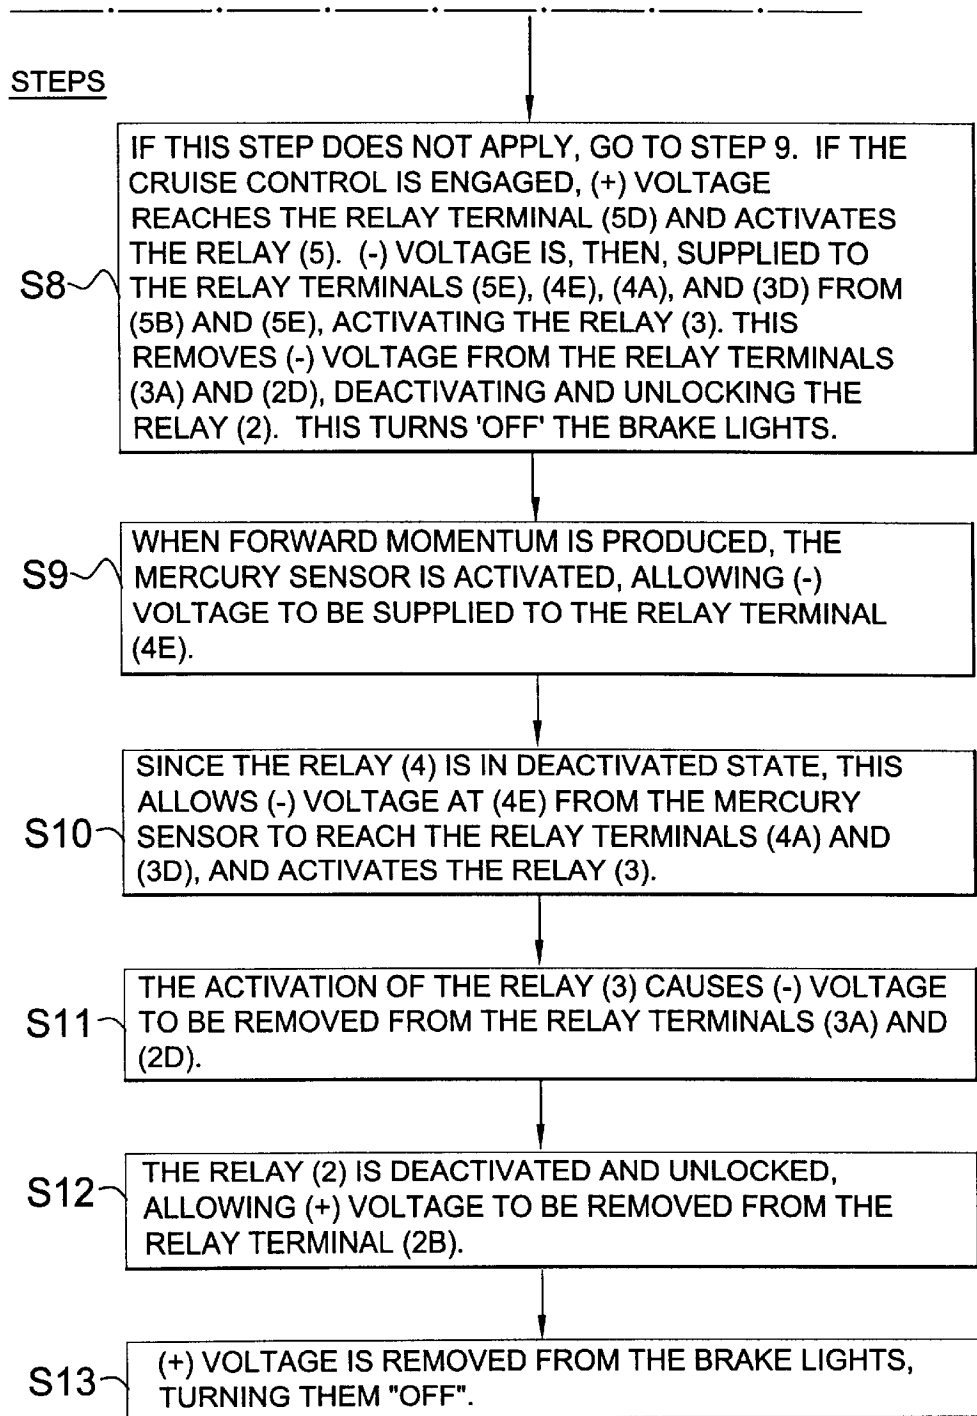 STEPS
IF THIS STEP DOES NOT APPLY, GO TO STEP 9. IF THE
CRUISE CONTROL IS ENGAGED, (+) VOLTAGE
REACHES THE RELAY TERMINAL (5D) AND ACTIVATES
THE RELAY (5). (-) VOLTAGE IS, THEN, SUPPLIED TO
S8 THE RELAY TERMINALS (5E), (4E), (4A), AND (3D) FROM
(5B) AND (5E), ACTIVATING THE RELAY (3). THIS
REMOVES (-) VOLTAGE FROM THE RELAY TERMINALS
(3A) AND (2D), DEACTIVATING AND UNLOCKING THE
RELAY (2). THIS TURNS 'OFF' THE BRAKE LIGHTS.
WHEN FORWARD MOMENTUM IS PRODUCED, THE
S9 MERCURY SENSOR IS ACTIVATED, ALLOWING (-)
VOLTAGE TO BE SUPPLIED TO THE RELAY TERMINAL
(4E).
SINCE THE RELAY (4) IS IN DEACTIVATED STATE, THIS
ALLOWS (-) VOLTAGE AT (4E) FROM THE MERCURY
S10 SENSOR TO REACH THE RELAY TERMINALS (4A) AND
(3D), AND ACTIVATES THE RELAY (3).
THE ACTIVATION OF THE RELAY (3) CAUSES (-) VOLTAGE
S11 TO BE REMOVED FROM THE RELAY TERMINALS (3A) AND
(2D).
S12 THE RELAY (2) IS DEACTIVATED AND UNLOCKED,
ALLOWING (+) VOLTAGE TO BE REMOVED FROM THE
RELAY TERMINAL (2B).
S13 (+) VOLTAGE IS REMOVED FROM THE BRAKE LIGHTS,
TURNING THEM "OFF".